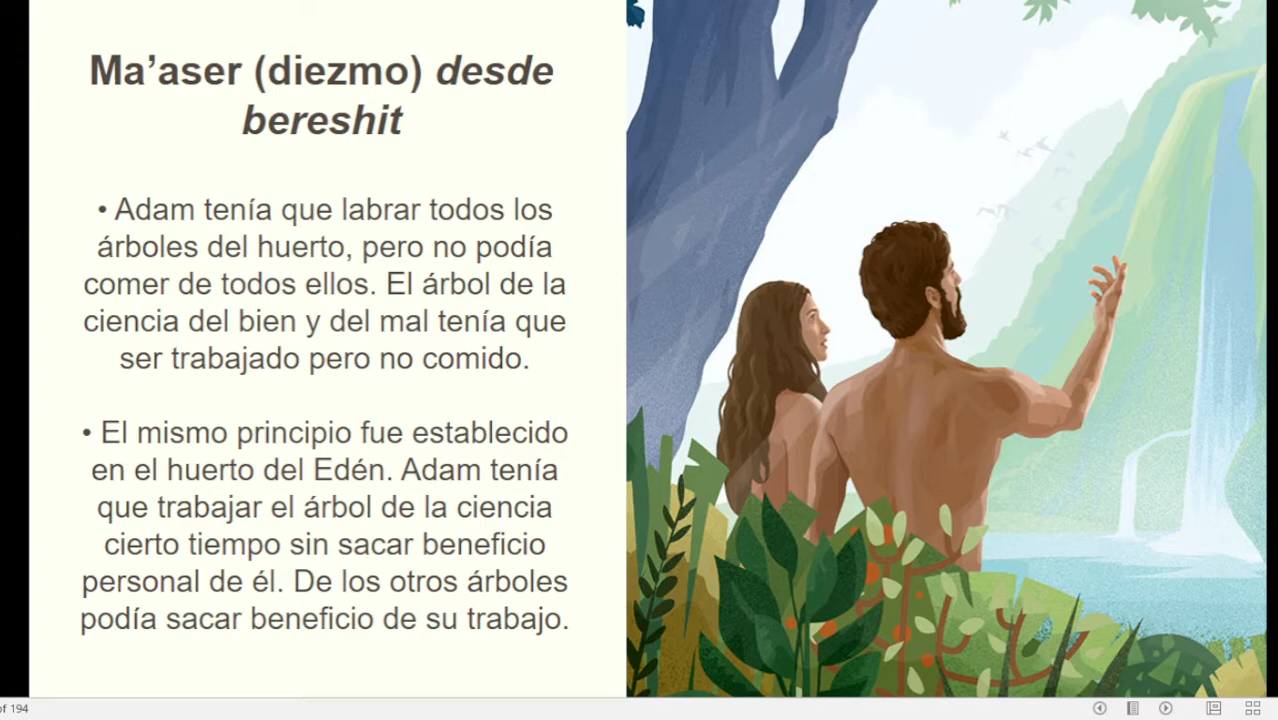 Ma’aser (diezmo) desde
bereshit
• Adam tenía que labrar todos los
árboles del huerto, pero no podía
comer de todos ellos. El árbol de la
ciencia del bien y del mal tenía que
ser trabajado pero no comido.
• El mismo principio fue establecido
en el huerto del Edén. Adam tenía
que trabajar el árbol de la ciencia
cierto tiempo sin sacar beneficio
personal de él. De los otros árboles
podía sacar beneficio de su trabajo.
of 194